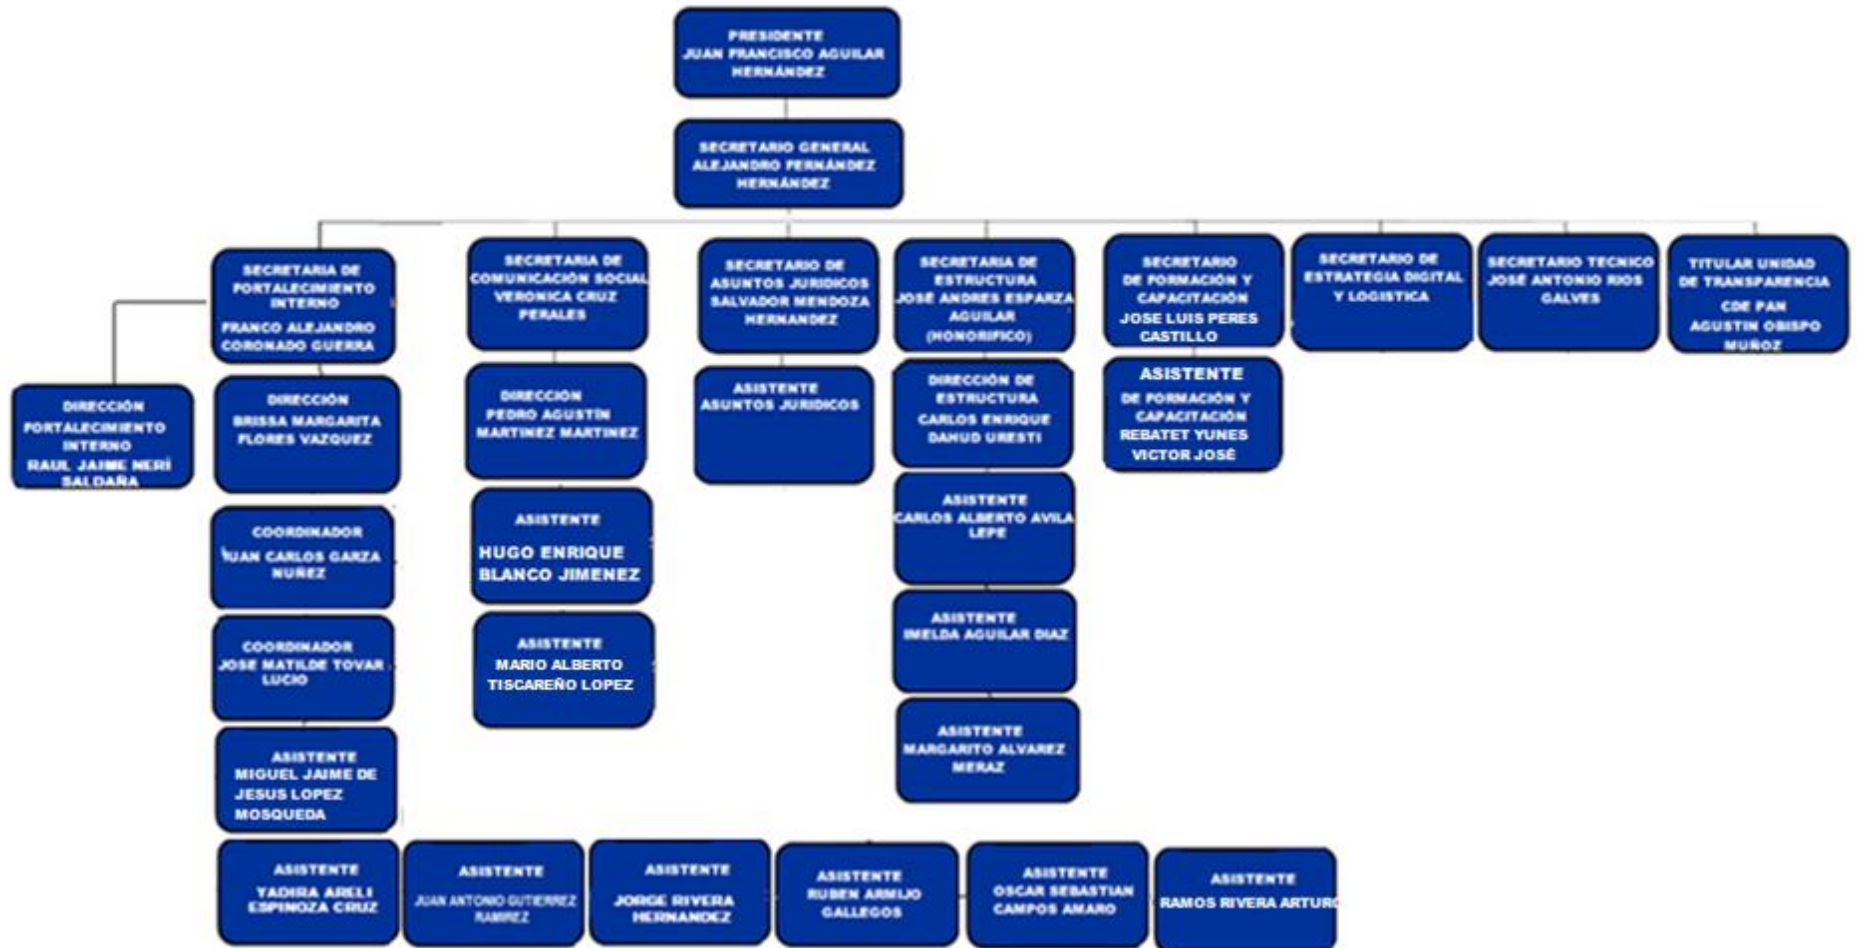 PRESIDENTE
JUAN FRANCISCO AGUILAR
HERNÁNDEZ
SECRETARIO GENERAL
ALEJANDRO FERNÁNDEZ
HERNÁNDEZ
SECRETARIA DE
FORTALECIMIENTO
INTERNO
FRANCO ALEJANDRO
CORONADO GUERRA
SECRETARIA DE
COMUNICACIÓN SOCIAL
VERONICA CRUZ
PERALES
SECRETARIO DE
ASUNTOS JURIDICOS
SALVADOR MENDOZA
HERNANDEZ
SECRETARIA DE
ESTRUCTURA
JOSÉ ANDRES ESPARZA
AGUILAR
(HONORIFICO)
SECRETARIO
DE FORMACIÓN Y
CAPACITACIÓN
JOSE LUIS PERES
CASTILLO
SECRETARIO DE
ESTRATEGIA DIGITAL
Y LOGISTICA
SECRETARIO TECNICO
JOSÉ ANTONIO RIOS
GALVES
TITULAR UNIDAD
DE TRANSPARENCIA
CDE PAN
AGUSTIN OBISPO
MUÑOZ
DIRECCIÓN
FORTALECIMIENTO
INTERNO
RAUL JAIME NERÍ
SALDAÑA
DIRECCIÓN
BRISSA MARGARITA
FLORES VAZQUEZ
DIRECCIÓN
PEDRO AGUSTÍN
MARTINEZ MARTINEZ
ASISTENTE
ASUNTOS JURIDICOS
DIRECCIÓN DE
ESTRUCTURA
CARLOS ENRIQUE
DAHUD URESTI
ASISTENTE
DE FORMACIÓN Y
CAPACITACIÓN
REBATET YUNES
VICTOR JOSÉ
COORDINADOR
JUAN CARLOS GARZA
NUÑEZ
ASISTENTE
HUGO ENRIQUE
BLANCO JIMENEZ
ASISTENTE
CARLOS ALBERTO AVILA
LEPE
COORDINADOR
JOSE MATILDE TOVAR
LUCIO
ASISTENTE
MARIO ALBERTO
TISCAREÑO LOPEZ
ASISTENTE
IMELDA AGUILAR DIAZ
ASISTENTE
MIGUEL JAIME DE
JESUS LOPEZ
MOSQUEDA
ASISTENTE
MARGARITO ALVAREZ
MERAZ
ASISTENTE
YADIRA ARELI
ESPINOZA CRUZ
ASISTENTE
JUAN ANTONIO GUTIERREZ
RAMIREZ
ASISTENTE
JORGE RIVERA
HERNANDEZ
ASISTENTE
RUBEN ARMIJO
GALLEGOS
ASISTENTE
OSCAR SEBASTIAN
CAMPOS AMARO
ASISTENTE
RAMOS RIVERA ARTURO